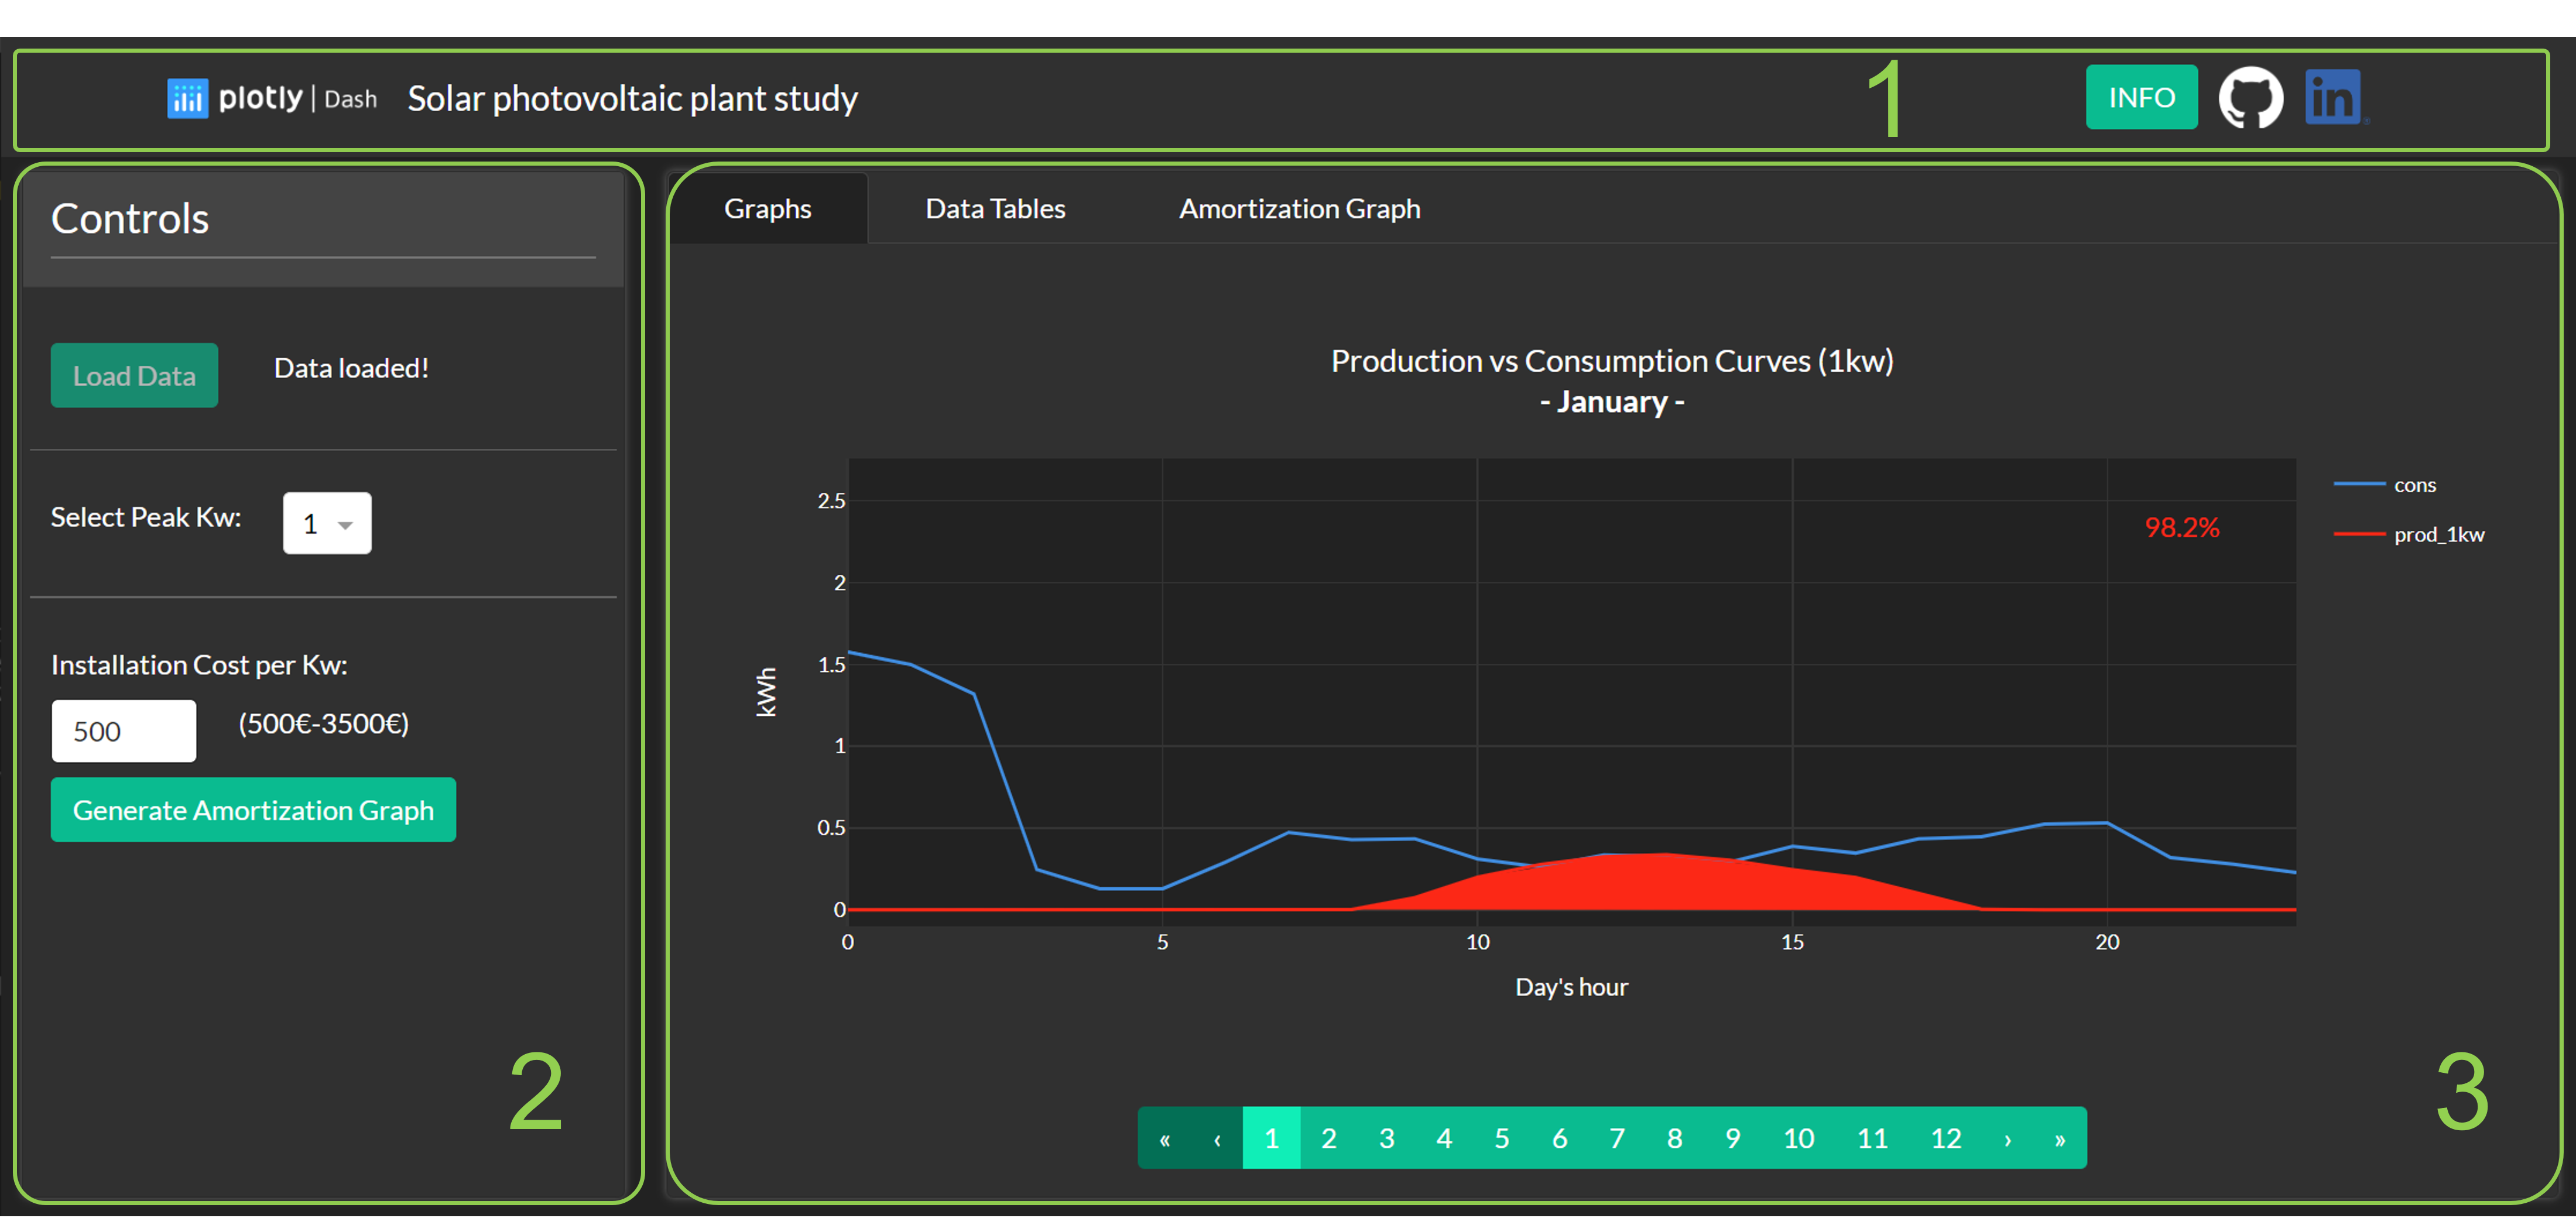 plotly | Dash Solar photovoltaic plant study 1 INFO in
Controls
Load Data Data loaded!
Select Peak Kw: 1
Installation Cost per Kw:
500 (500€-3500€)
Generate Amortization Graph
2
Graphs Data Tables Amortization Graph
Production vs Consumption Curves (1kw)
- January -
2.5
2
1.5
1
0.5
0
kWh
98.2%
cons
prod_1kw
0 5 10 15 20
Day's hour
« ‹ 1 2 3 4 5 6 7 8 9 10 11 12 › »
3